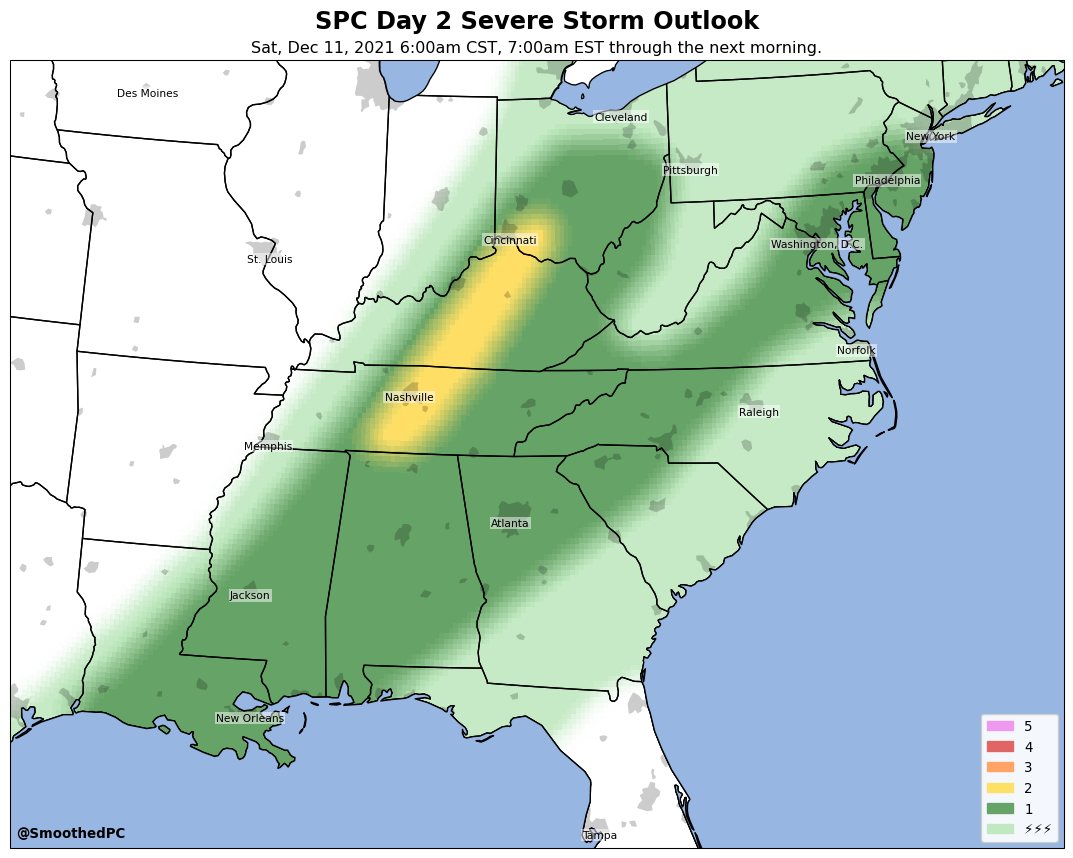 SPC Day 2 Severe Storm Outlook
Sat, Dec 11, 2021 6:00am CST, 7:00am EST through the next morning.
Des Moines
Cleveland
New York
Pittsburgh
Philadelphia
Cincinnati
Washington, D.C.
St. Louis
Norfolk
Nashville
Raleigh
Memphis
Atlanta
Jackson
New Orleans
Tampa
5
4
3
2
1
⚡⚡⚡
@SmoothedPC